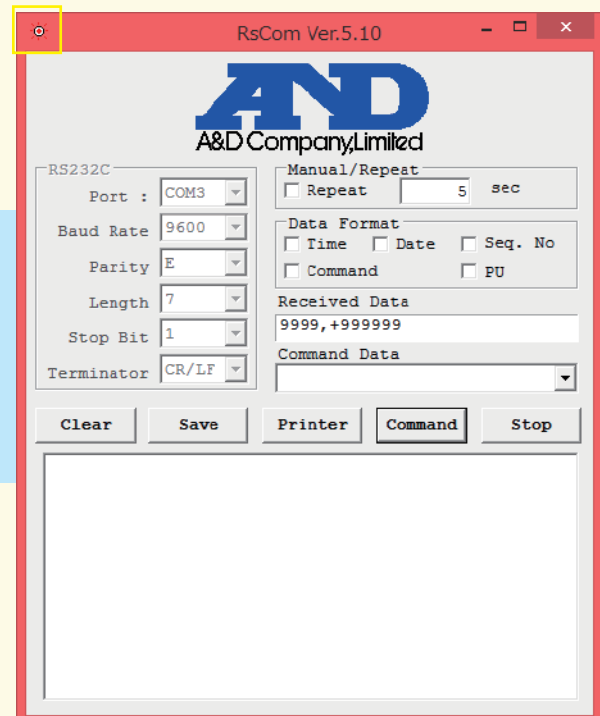 RsCom Ver.5.10
AND
A&D Company,Limited
RS232C
Port : COM3
Baud Rate 9600
Parity E
Length 7
Stop Bit 1
Terminator CR/LF
Manual/Repeat
Repeat 5 sec
Data Format
Time Date Seq. No
Command PU
Received Data
9999,+999999
Command Data
Clear Save Printer Command Stop